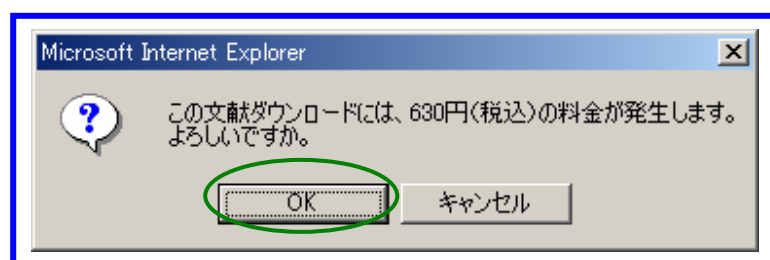 Microsoft Internet Explorer
この文献ダウンロードには、630円(税込)の料金が発生します。
よろしいですか。
OK キャンセル